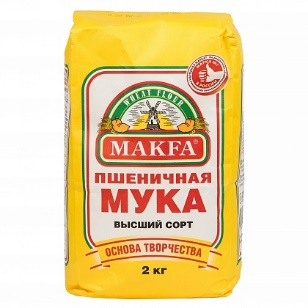 WHEAT FLOUR
MAKFA®
ПШЕНИЧНАЯ
МУКА
ВЫСШИЙ СОРТ
ОСНОВА ТВОРЧЕСТВА
2 кг